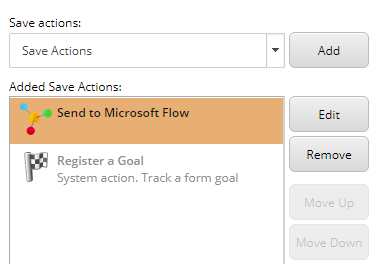 Save actions:
Save Actions
Add
Added Save Actions:
Send to Microsoft Flow
Edit
Register a Goal
System action. Track a form goal
Remove
Move Up
Move Down